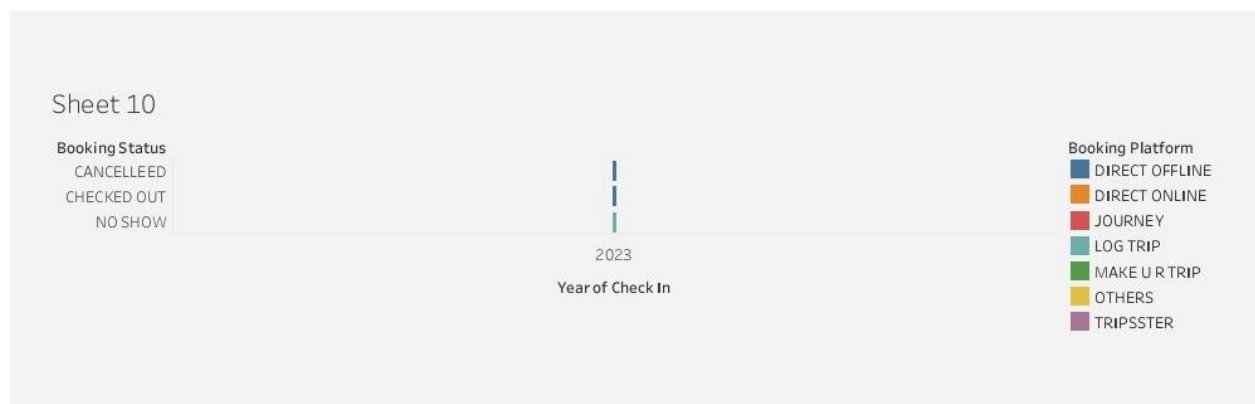 Sheet 10
Booking Status
CANCELLEED
CHECKED OUT
NO SHOW
2023
Year of Check In
Booking Platform
DIRECT OFFLINE
DIRECT ONLINE
JOURNEY
LOG TRIP
MAKE U R TRIP
OTHERS
TRIPSSTER